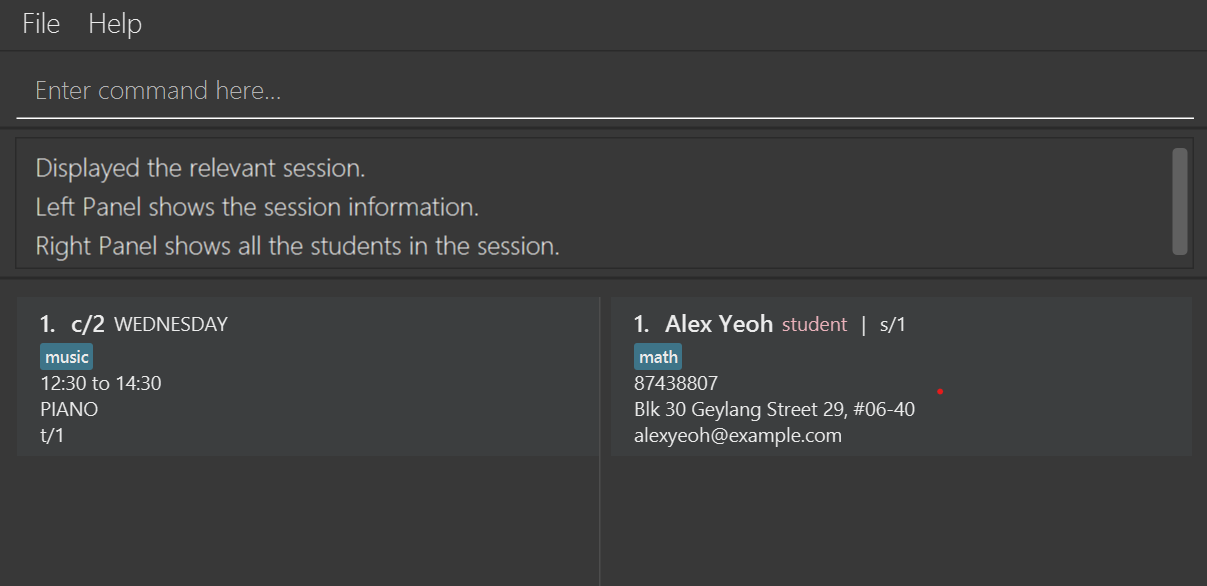 File Help
Enter command here...
Displayed the relevant session.
Left Panel shows the session information.
Right Panel shows all the students in the session.
1. c/2 WEDNESDAY
music
12:30 to 14:30
PIANO
t/1
1. Alex Yeoh student | s/1
math
87438807
Blk 30 Geylang Street 29, #06-40
alexyeoh@example.com